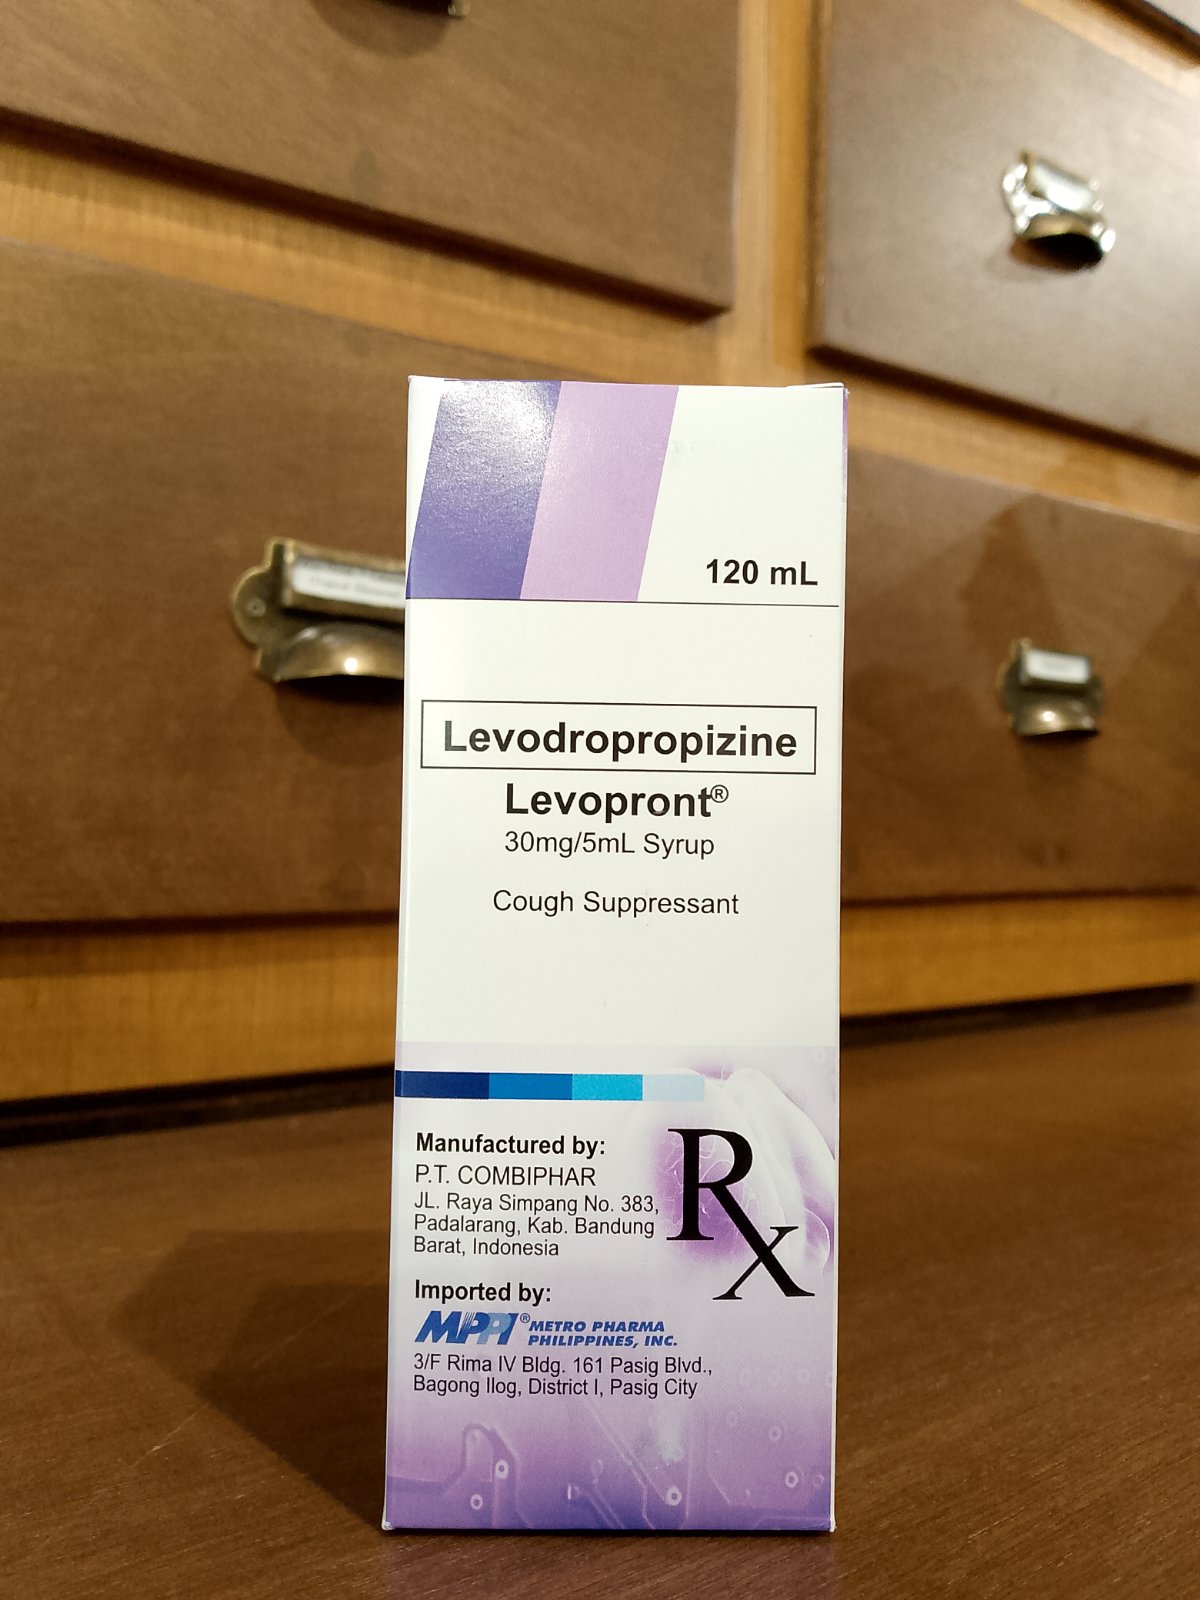 120 mL
Levodropropizine
Levopront®
30mg/5mL Syrup
Cough Suppressant
Manufactured by:
P.T. COMBIPHAR
JL. Raya Simpang No. 383,
Padalarang, Kab. Bandung
Barat, Indonesia
Rx
Imported by:
MPPI® METRO PHARMA
PHILIPPINES, INC.
3/F Rima IV Bldg. 161 Pasig Blvd.,
Bagong Ilog, District I, Pasig City